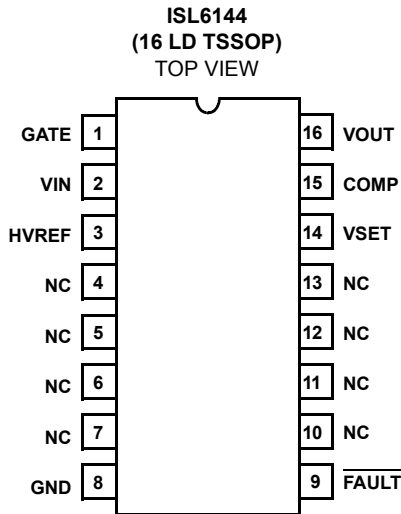 ISL6144
(16 LD TSSOP)
TOP VIEW
GATE 1 16 VOUT
VIN 2 15 COMP
HVREF 3 14 VSET
NC 4 13 NC
NC 5 12 NC
NC 6 11 NC
NC 7 10 NC
GND 8 9 FAULT